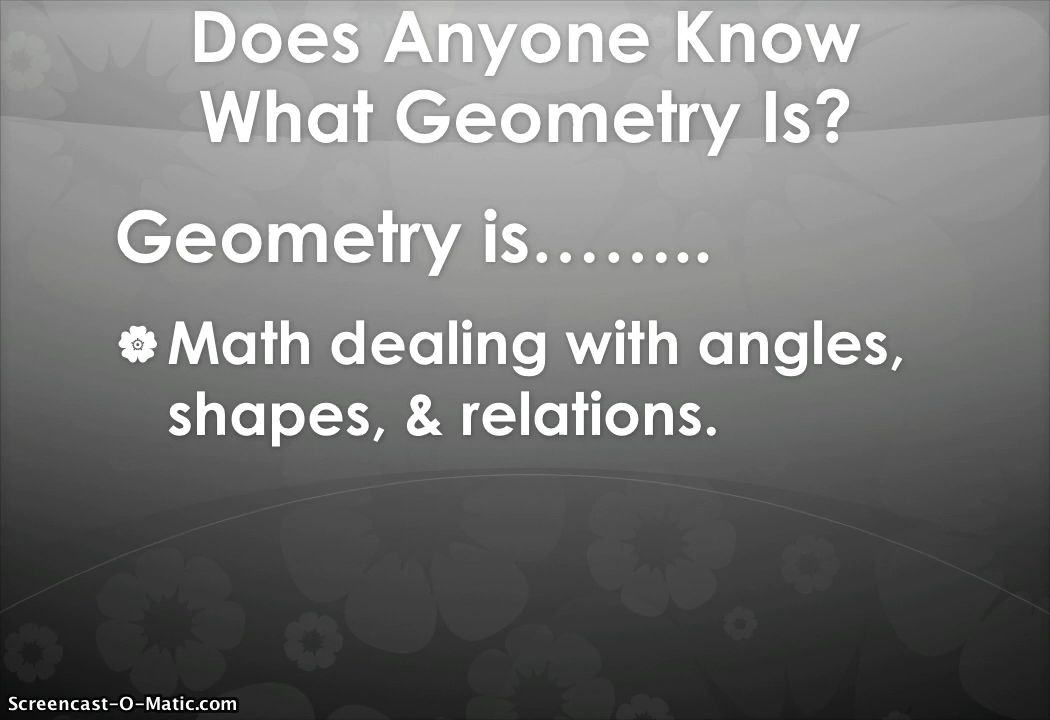 Does Anyone Know
What Geometry Is?
Geometry is……..
Math dealing with angles,
shapes, & relations.
Screencast-O-Matic.com